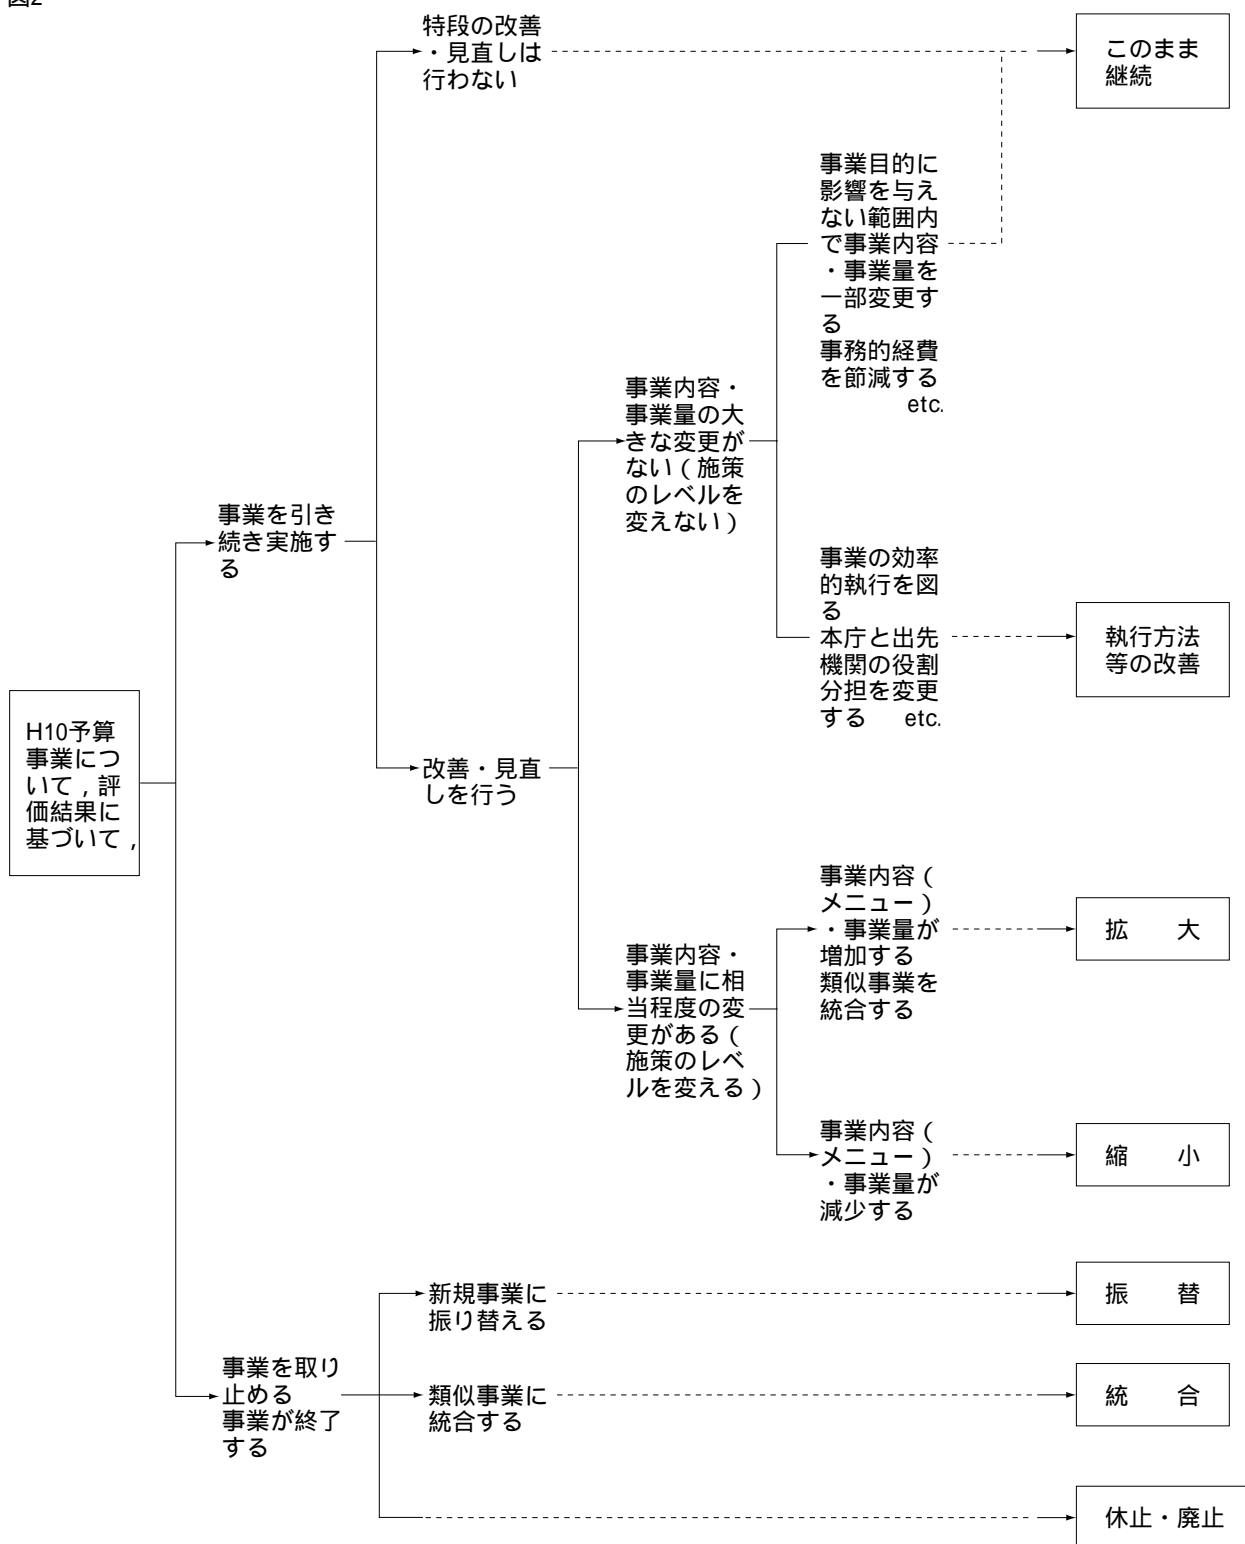 図2
特段の改善
・見直しは
行わない
このまま
継続
事業目的に
影響を与え
ない範囲内
で事業内容
・事業量を
一部変更す
る
事務的経費
を節減する
etc.
事業内容・
事業量の大
きな変更が
ない（施策
のレベルを
変えない）
事業を引き
続き実施す
る
事業の効率
的執行を図
る
本庁と出先
機関の役割
分担を変更
する etc.
執行方法
等の改善
H10予算
事業につ
いて，評
価結果に
基づいて，
改善・見直
しを行う
事業内容（
メニュー）
・事業量が
増加する
類似事業を
統合する
拡 大
事業内容・
事業量に相
当程度の変
更がある（
施策のレベ
ルを変える）
事業内容（
メニュー）
・事業量が
減少する
縮 小
新規事業に
振り替える
振 替
事業を取り
止める
事業が終了
する
類似事業に
統合する
統 合
休止・廃止